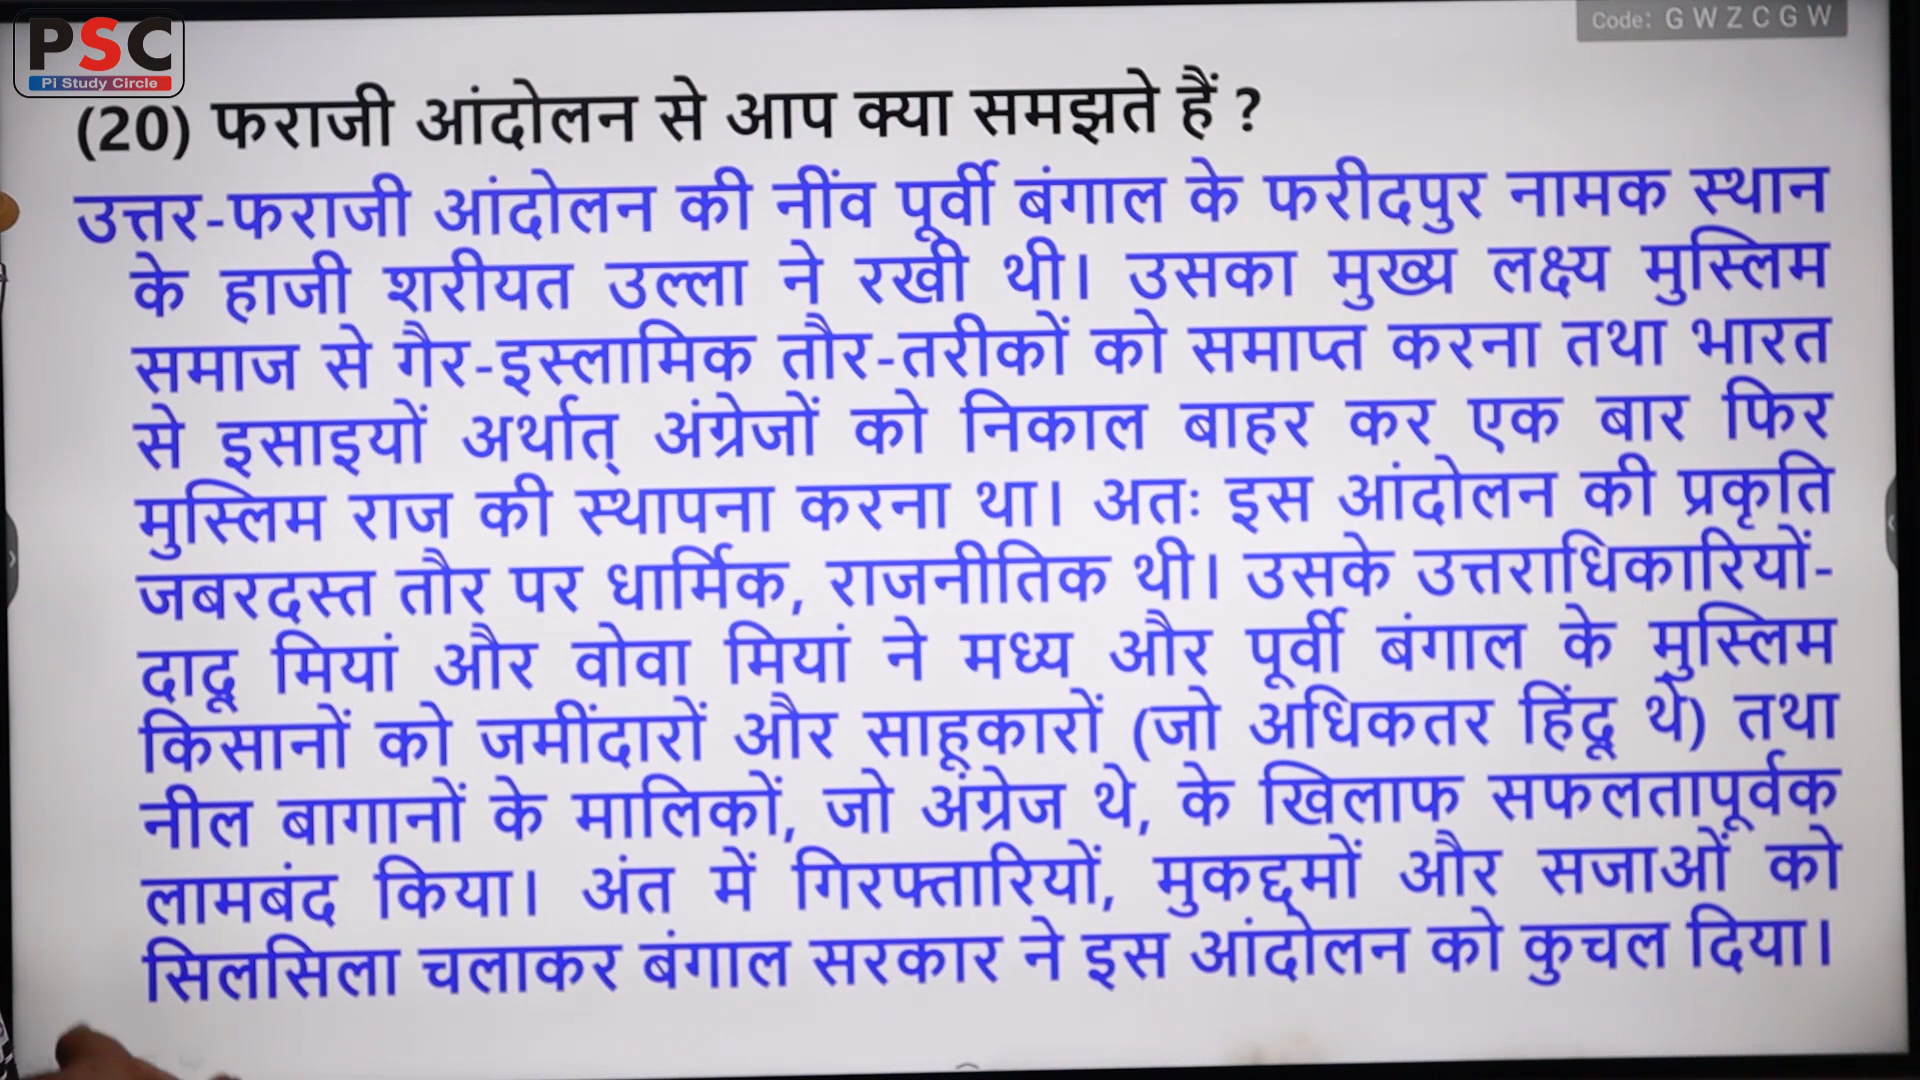 PSC
Pi Study Circle
Code: G W Z C G W
(20) फराजी आंदोलन से आप क्या समझते हैं ?
उत्तर-फराजी आंदोलन की नींव पूर्वी बंगाल के फरीदपुर नामक स्थान
के हाजी शरीयत उल्ला ने रखी थी। उसका मुख्य लक्ष्य मुस्लिम
समाज से गैर-इस्लामिक तौर-तरीकों को समाप्त करना तथा भारत
से इसाइयों अर्थात् अंग्रेजों को निकाल बाहर कर एक बार फिर
मुस्लिम राज की स्थापना करना था। अतः इस आंदोलन की प्रकृति
जबरदस्त तौर पर धार्मिक, राजनीतिक थी। उसके उत्तराधिकारियों-
दादू मियां और वोवा मियां ने मध्य और पूर्वी बंगाल के मुस्लिम
किसानों को जमींदारों और साहूकारों (जो अधिकतर हिंदू थे) तथा
नील बागानों के मालिकों, जो अंग्रेज थे, के खिलाफ सफलतापूर्वक
लामबंद किया। अंत में गिरफ्तारियों, मुकद्दमों और सजाओं को
सिलसिला चलाकर बंगाल सरकार ने इस आंदोलन को कुचल दिया।